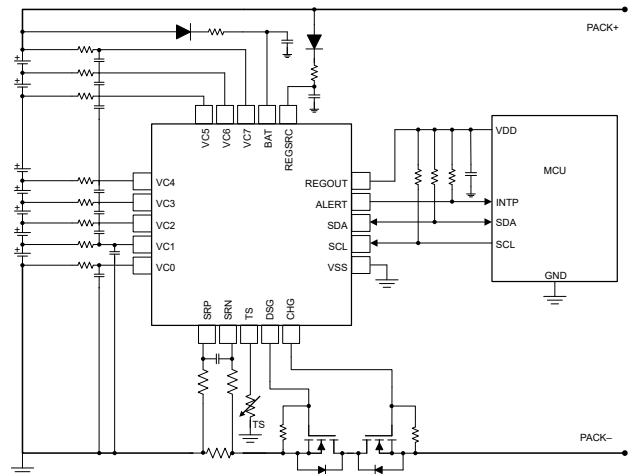 PACK+
VC5
VC6
VC7
BAT
REGSRC
VC4
VC3
VC2
VC1
VC0
REGOUT
ALERT
SDA
SCL
VSS
VDD
MCU
INTP
SDA
SCL
GND
SRP
SRN
TS
DSG
CHG
TS
PACK–
+
+
+
+
+
+
+